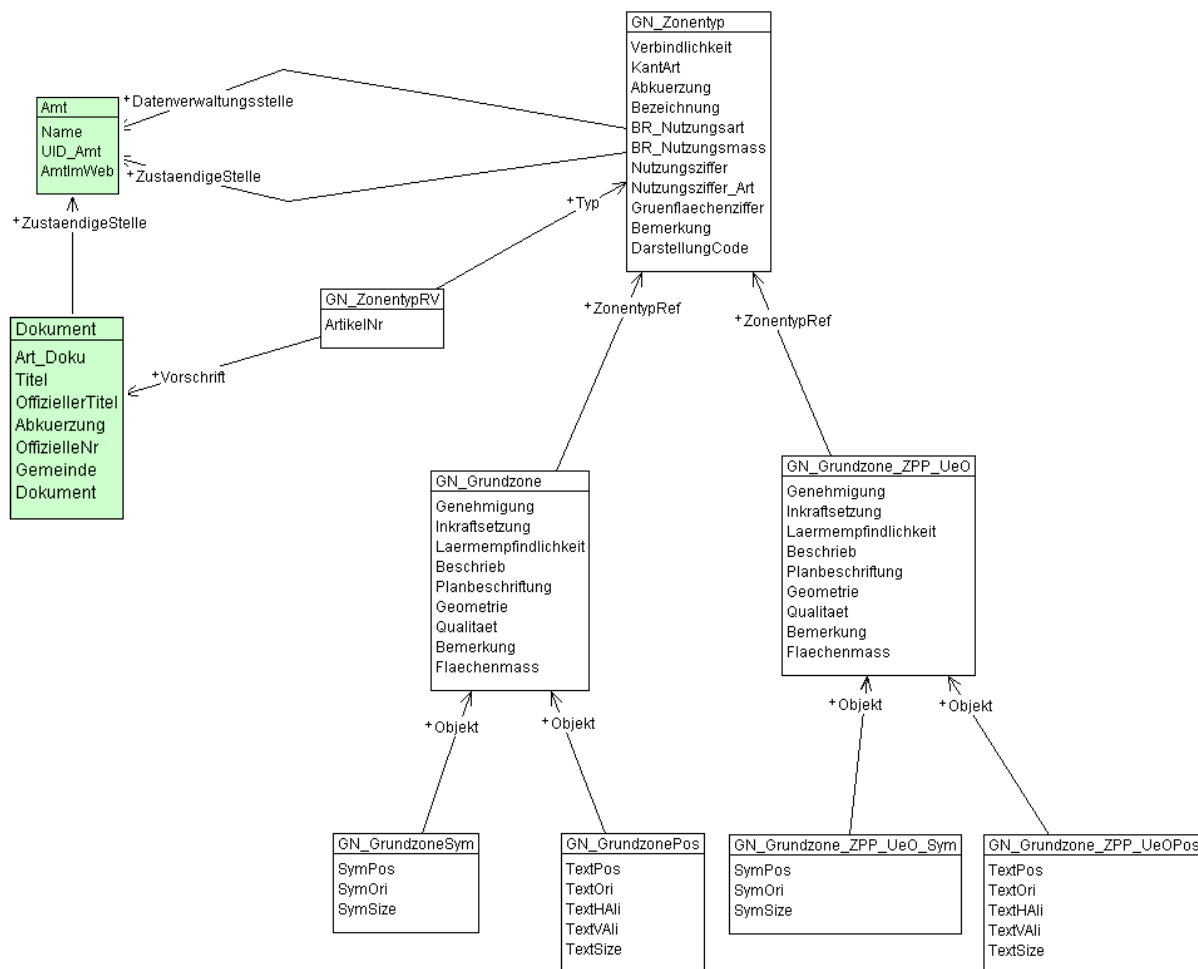 GN_Zonentyp
Verbindlichkeit
KantArt
Abkuerzung
Bezeichnung
BR_Nutzungsart
BR_Nutzungsmass
Nutzungsziffer
Nutzungsziffer_Art
Gruenflaechenziffer
Bemerkung
DarstellungCode
+Datenverwaltungsstelle
Amt
Name
UID_Amt
AmtImWeb
+ZustaendigeStelle
+Typ
+ZustaendigeStelle
GN_ZonentypRV
ArtikelNr
+ZonentypRef
+ZonentypRef
Dokument
Art_Doku
Titel
OffiziellerTitel
Abkuerzung
OffizielleNr
Gemeinde
Dokument
+Vorschrift
GN_Grundzone
Genehmigung
Inkraftsetzung
Laermempfindlichkeit
Beschrieb
Planbeschriftung
Geometrie
Qualitaet
Bemerkung
Flaechenmass
GN_Grundzone_ZPP_UeO
Genehmigung
Inkraftsetzung
Laermempfindlichkeit
Beschrieb
Planbeschriftung
Geometrie
Qualitaet
Bemerkung
Flaechenmass
+Objekt
+Objekt
+Objekt
+Objekt
GN_GrundzoneSym
SymPos
SymOri
SymSize
GN_GrundzonePos
TextPos
TextOri
TextHAli
TextVAli
TextSize
GN_Grundzone_ZPP_UeO_Sym
SymPos
SymOri
SymSize
GN_Grundzone_ZPP_UeOPos
TextPos
TextOri
TextHAli
TextVAli
TextSize